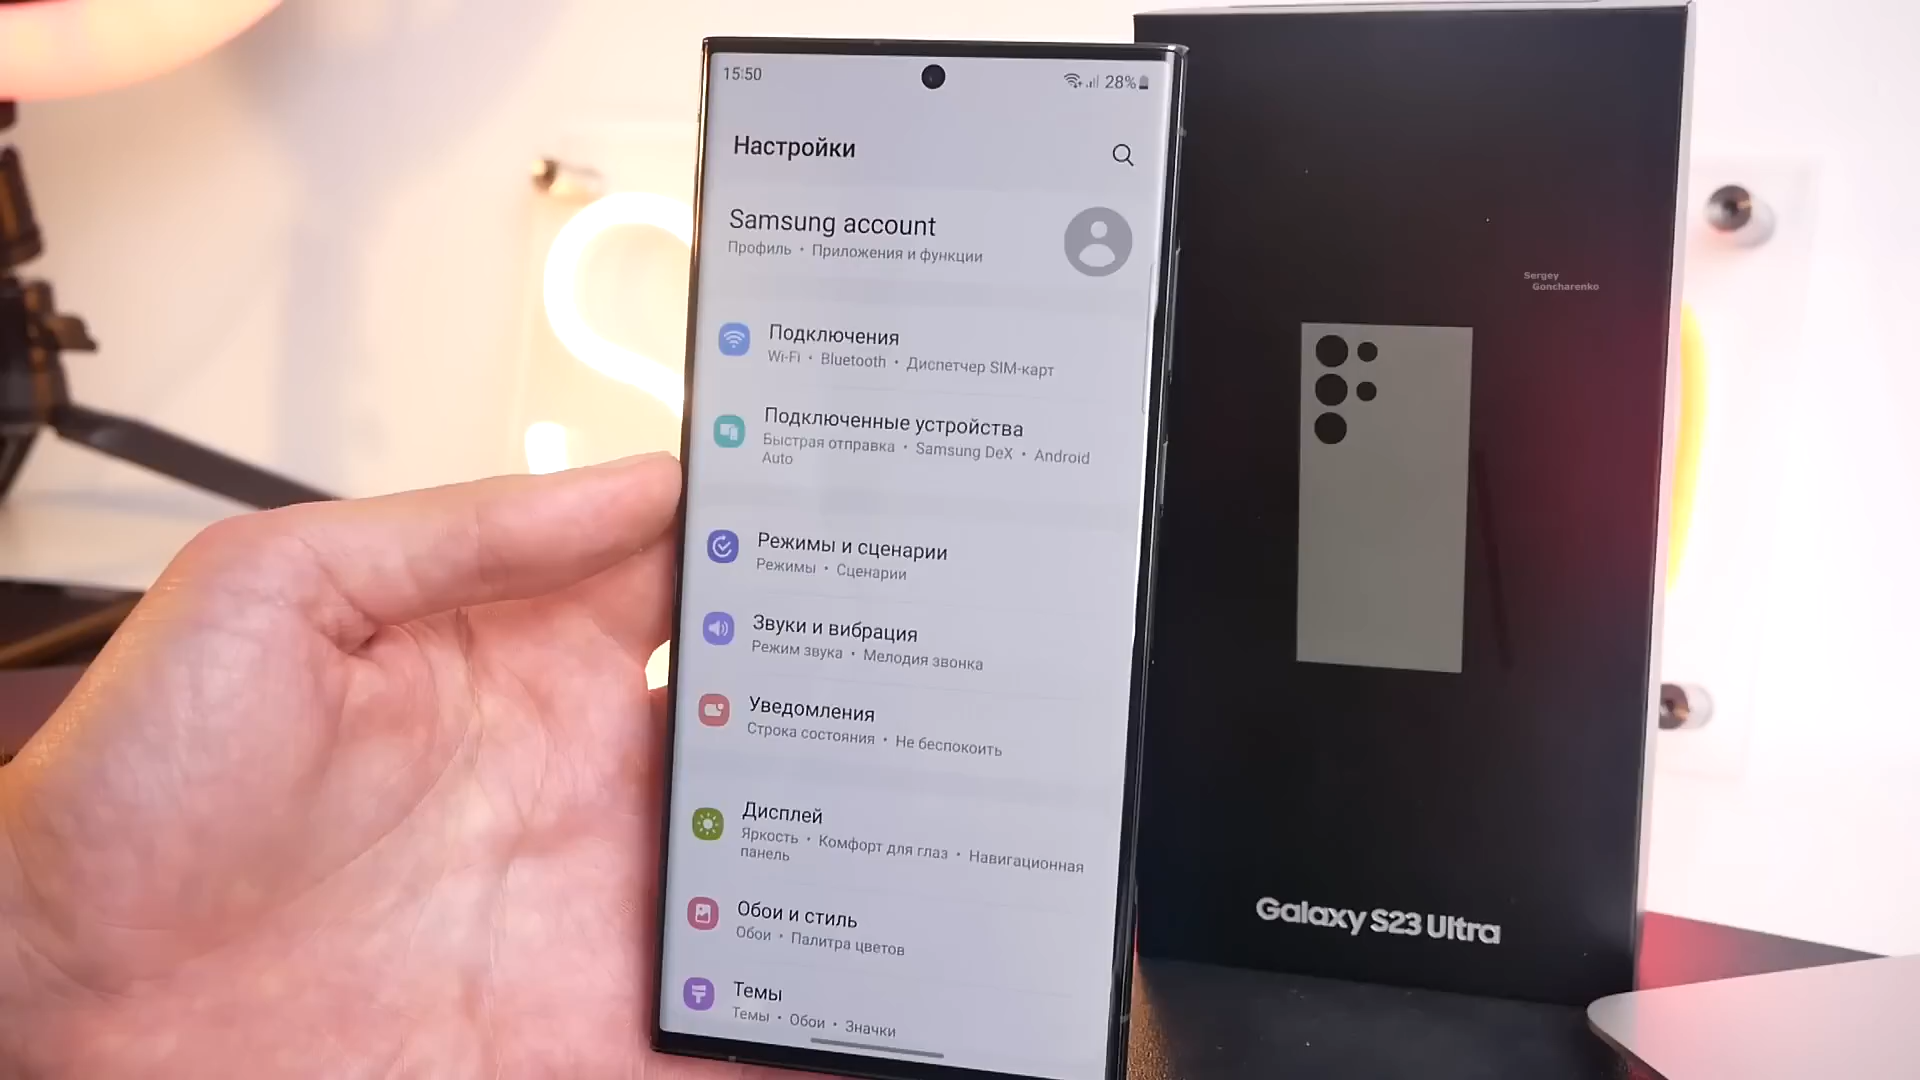 15:50
28%
Настройки
Samsung account
Профиль • Приложения и функции
Подключения
Wi-Fi • Bluetooth • Диспетчер SIM-карт
Подключенные устройства
Быстрая отправка • Samsung DeX • Android
Auto
Режимы и сценарии
Режимы • Сценарии
Звуки и вибрация
Режим звука • Мелодия звонка
Уведомления
Строка состояния • Не беспокоить
Дисплей
Яркость • Комфорт для глаз • Навигационная
панель
Обои и стиль
Обои • Палитра цветов
Темы
Темы • Обои • Значки
Sergey
Goncharenko
Galaxy S23 Ultra